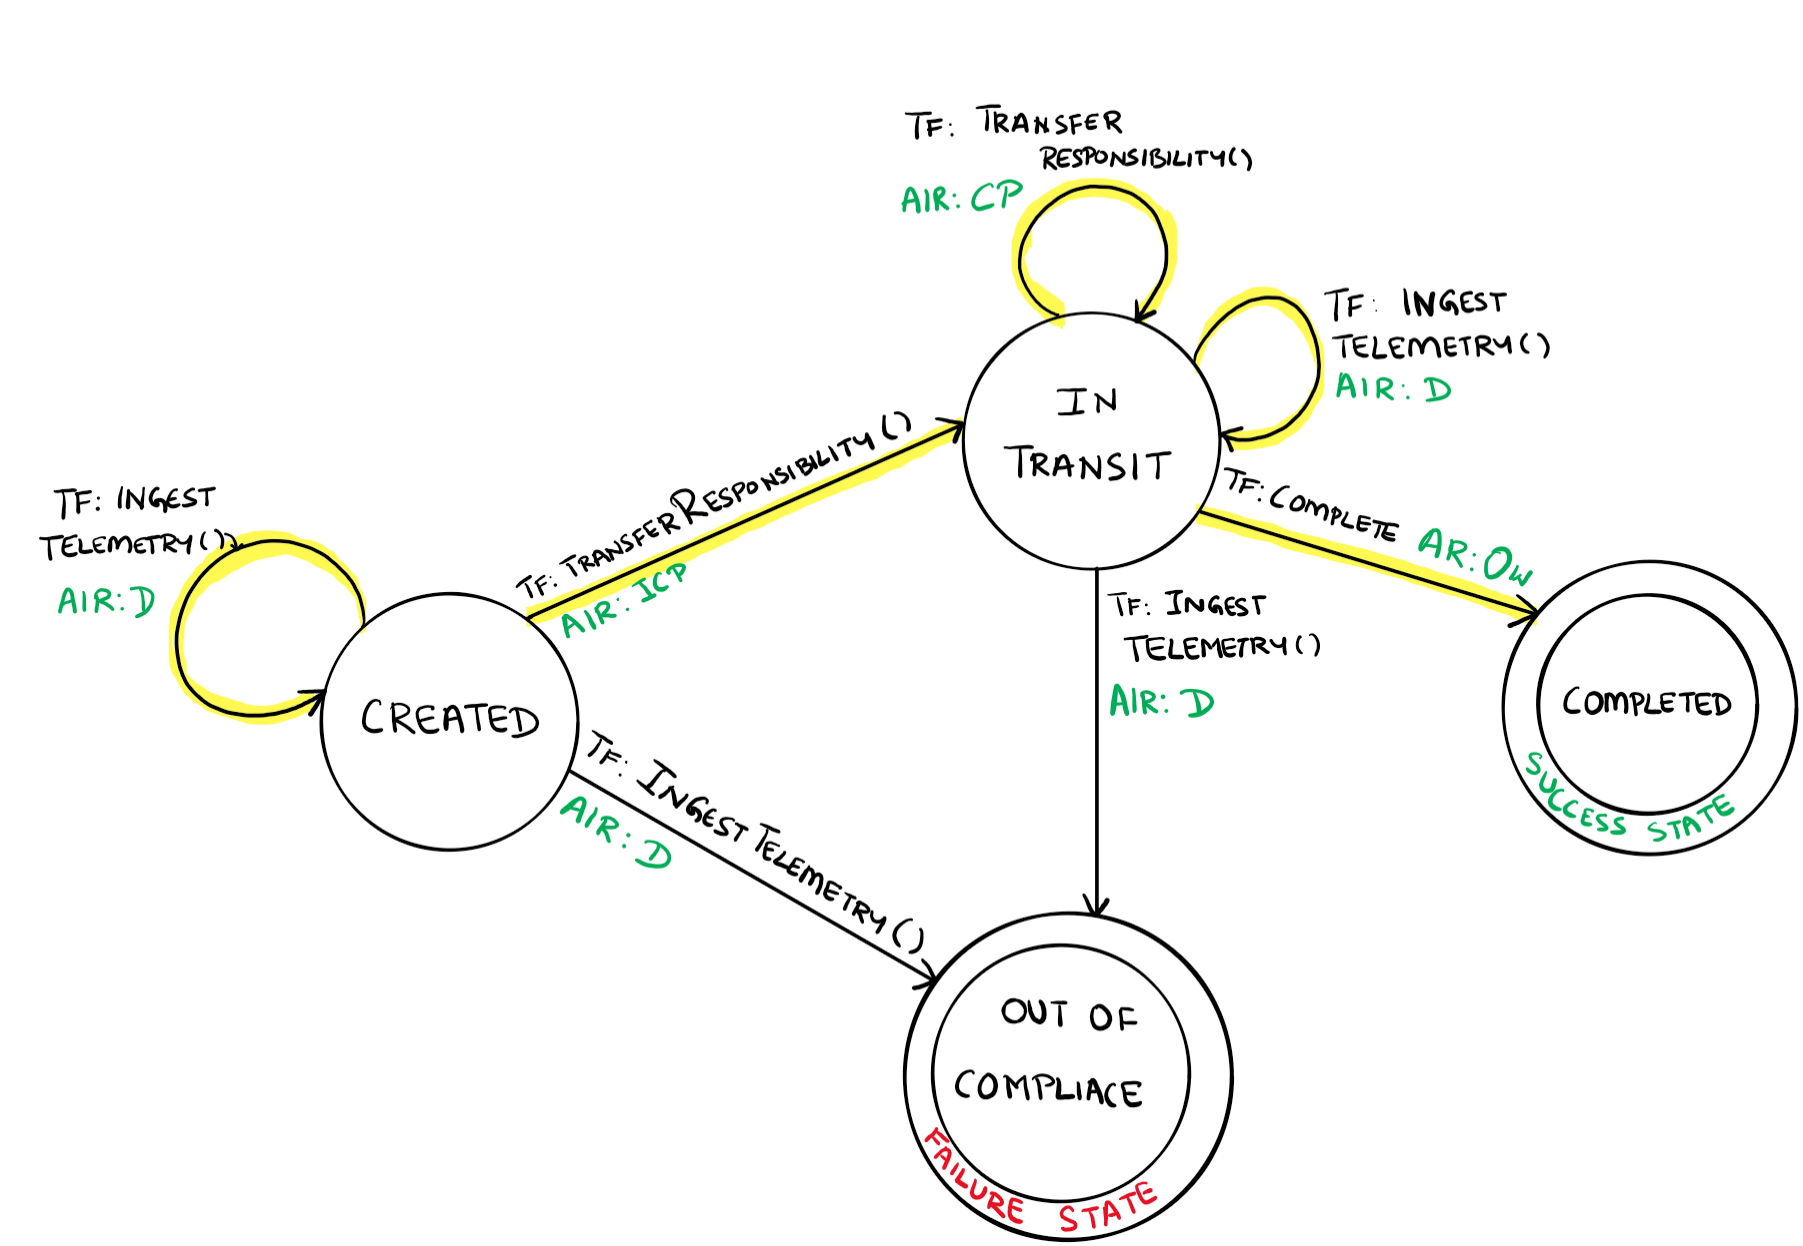 TF: TRANSFER
RESPONSIBILITY()
AIR: CP
TF: INGEST
TELEMETRY()
AIR: D
IN
TRANSIT
TF: TRANSFERRESPONSIBILITY()
AIR: ICP
TF: INGEST
TELEMETRY()
AIR: D
TF: COMPLETE AR: OW
TF: INGEST
TELEMETRY()
AIR: D
CREATED
COMPLETED
SUCCESS STATE
TF: INGESTTELEMETRY()
AIR: D
OUT OF
COMPLIACE
FAILURE STATE